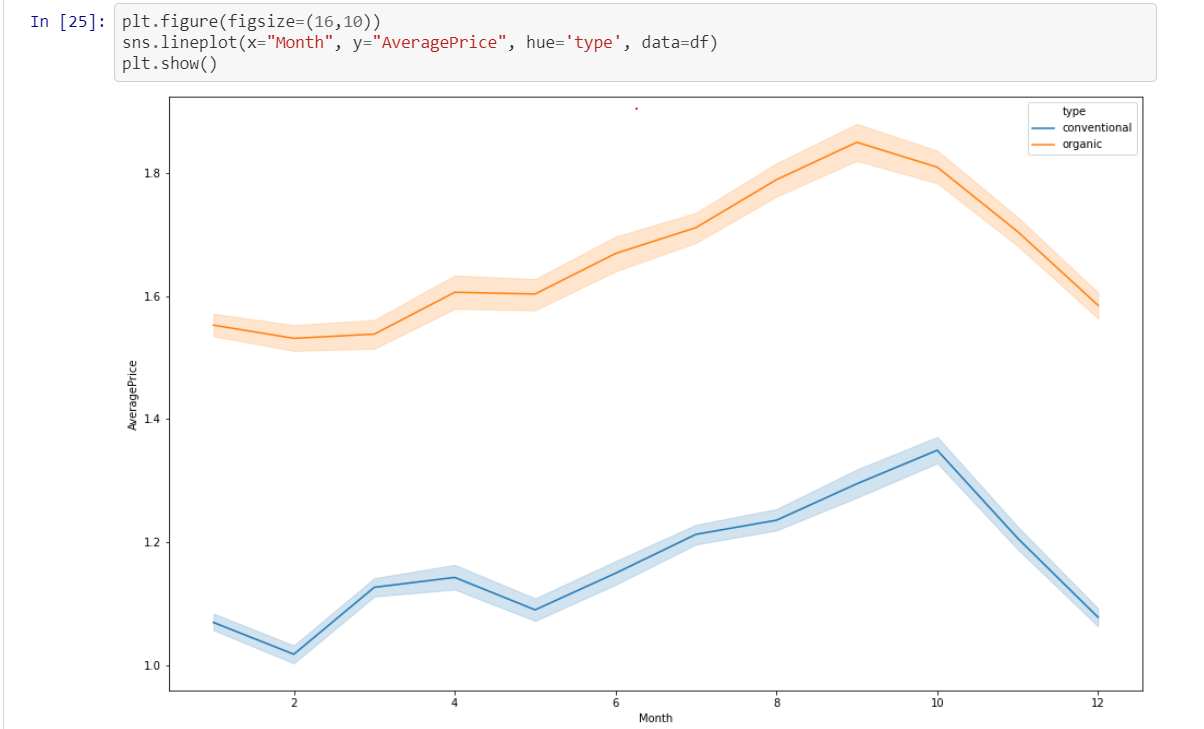 In [25]:
plt.figure(figsize=(16,10))
sns.lineplot(x="Month", y="AveragePrice", hue='type', data=df)
plt.show()
type
conventional
organic
1.8
1.6
1.4
1.2
1.0
AveragePrice
2 4 6 8 10 12
Month